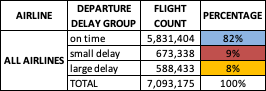 AIRLINE DEPARTURE DELAY GROUP FLIGHT COUNT PERCENTAGE
ALL AIRLINES on time 5,831,404 82%
small delay 673,338 9%
large delay 588,433 8%
TOTAL 7,093,175 100%